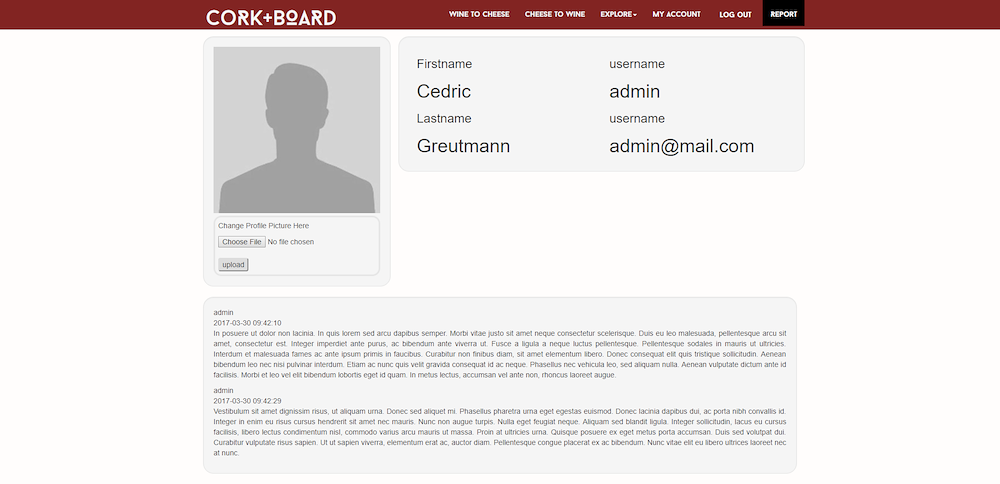 CORK+BOARD
WINE TO CHEESE CHEESE TO WINE EXPLORE MY ACCOUNT LOG OUT REPORT
Firstname username
Cedric admin
Lastname username
Greutmann admin@mail.com
Change Profile Picture Here
Choose File No file chosen
upload
admin
2017-03-30 09:42:10
In posuere ut dolor non lacinia. In quis lorem sed arcu dapibus semper. Morbi vitae justo sit amet neque consectetur scelerisque. Duis eu leo malesuada, pellentesque arcu sit
amet, consectetur est. Integer imperdiet ante purus, ac bibendum ante viverra ut. Fusce a ligula a neque luctus pellentesque. Pellentesque sodales in mauris ut ultricies.
Interdum et malesuada fames ac ante ipsum primis in faucibus. Curabitur non finibus diam, sit amet elementum libero. Donec consequat elit quis tristique sollicitudin. Aenean
bibendum leo nec nisi pulvinar interdum. Etiam ac nunc quis velit gravida consequat id ac neque. Phasellus nec vehicula leo, sed aliquam nulla. Aenean vulputate dictum ante id
facilisis. Morbi et leo vel elit bibendum lobortis eget id quam. In metus lectus, accumsan vel ante non, rhoncus laoreet augue.
admin
2017-03-30 09:42:29
Vestibulum sit amet dignissim risus, ut aliquam urna. Donec sed aliquet mi. Phasellus pharetra urna eget egestas euismod. Donec lacinia dapibus dui, ac porta nibh convallis id.
Integer in enim eu risus cursus hendrerit sit amet nec mauris. Nunc non augue turpis. Nulla eget feugiat neque. Aliquam sed blandit ligula. Integer sollicitudin, lacus eu cursus
facilisis, libero lectus condimentum nisl, commodo varius arcu mauris ut massa. Proin at ultricies urna. Quisque posuere ex eget metus porta accumsan. Duis sed volutpat dui.
Curabitur vulputate risus sapien. Ut ut sapien viverra, elementum erat ac, auctor diam. Pellentesque congue placerat ex ac bibendum. Nunc vitae elit eu libero ultrices laoreet nec
at nunc.